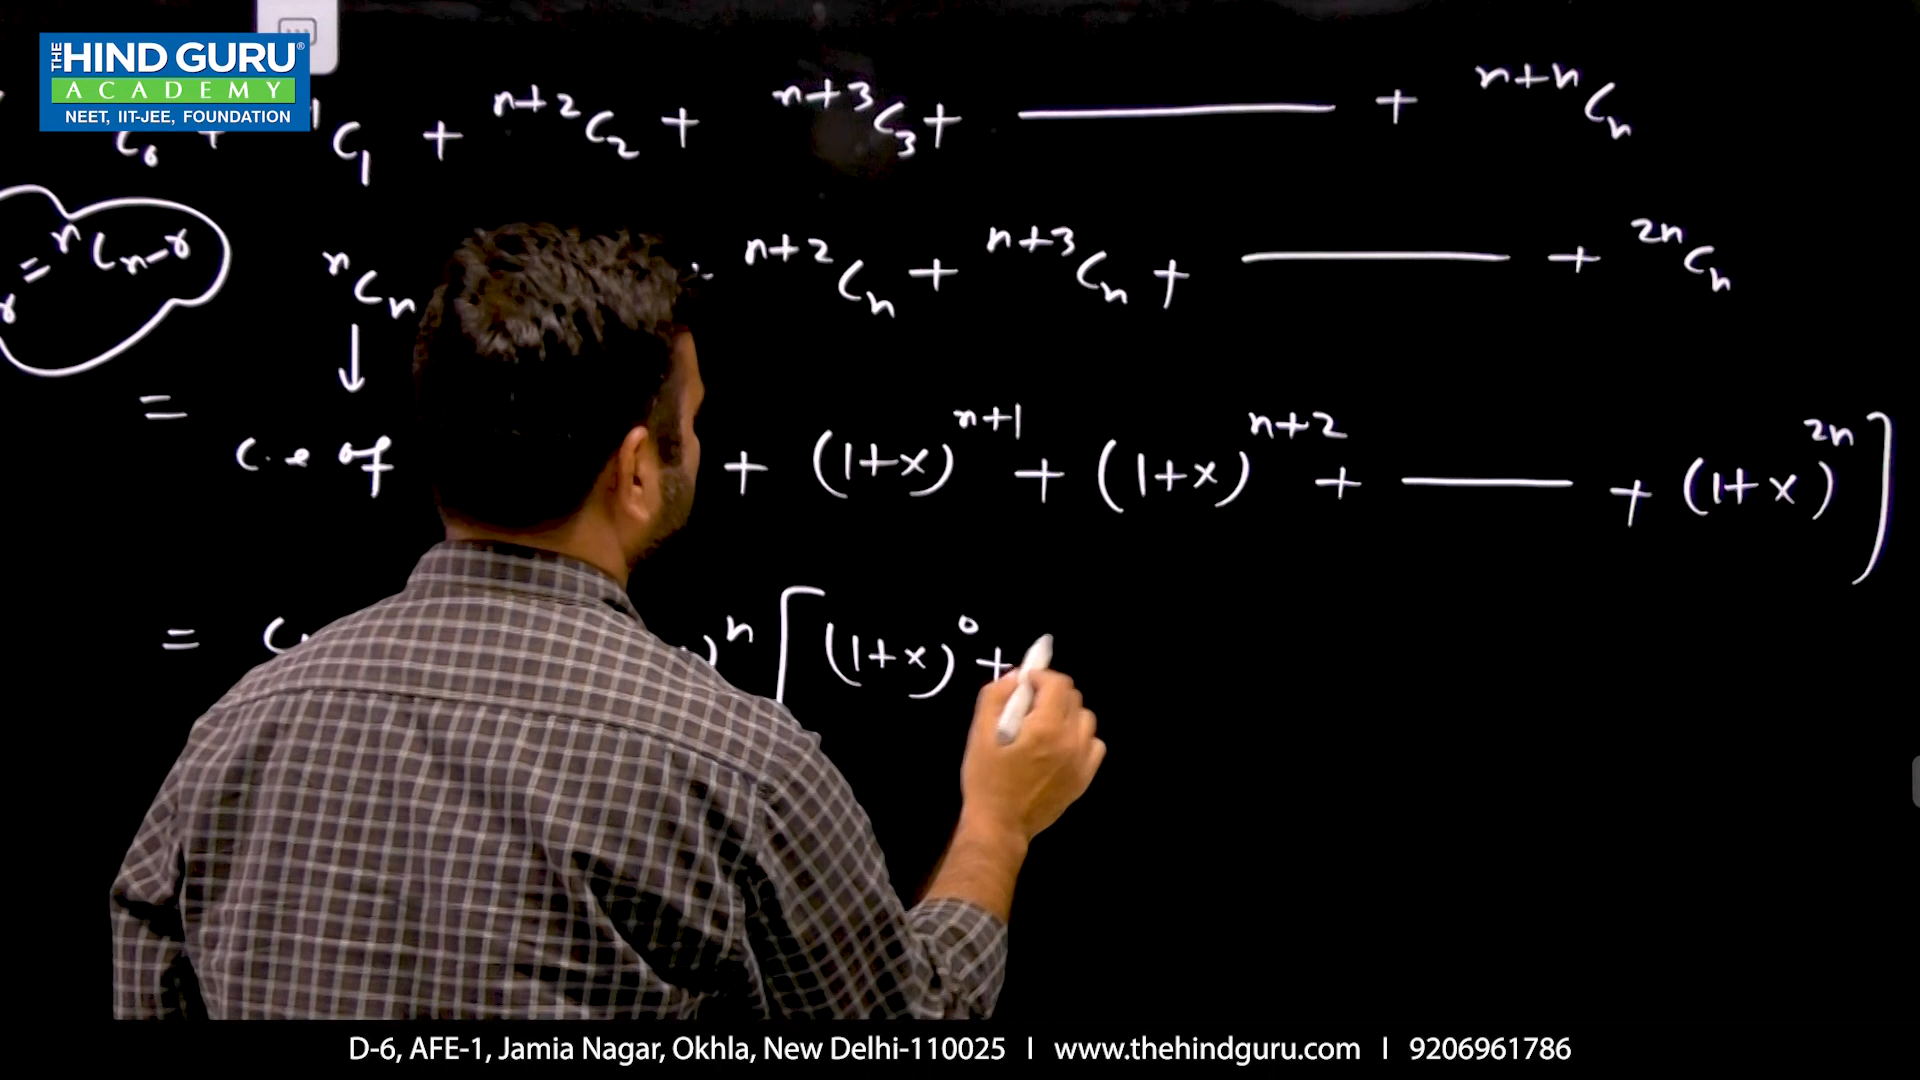 THE HIND GURU®
ACADEMY
NEET, IIT-JEE, FOUNDATION
C₀ + ¹C₁ + ⁿ⁺²C₂ + ⁿ⁺³C₃ + —— + ⁿ⁺ⁿCₙ
= ⁿCₙ₋ᵣ
ⁿCₙ ⁿ⁺²Cₙ + ⁿ⁺³Cₙ + —— + ²ⁿCₙ
↓
= C.e of + (1+x)ⁿ⁺¹ + (1+x)ⁿ⁺² + —— + (1+x)²ⁿ ]
= C )ⁿ [ (1+x)⁰ +
D-6, AFE-1, Jamia Nagar, Okhla, New Delhi-110025 | www.thehindguru.com | 9206961786